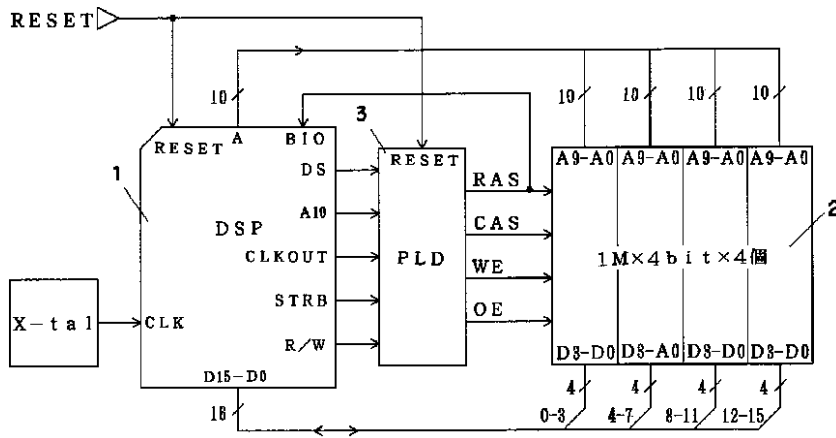 RESET
10
10 10 10 10
3
1
RESET A BIO
RESET
A9-A0 A9-A0 A9-A0 A9-A0
DS
RAS
2
A10
DSP
CAS
CLKOUT
PLD
1M×4bit×4個
WE
X-tal
CLK
STRB
OE
R/W
D15-D0
D3-D0 D3-A0 D3-D0 D3-D0
16
4 4 4 4
0-3 4-7 8-11 12-15